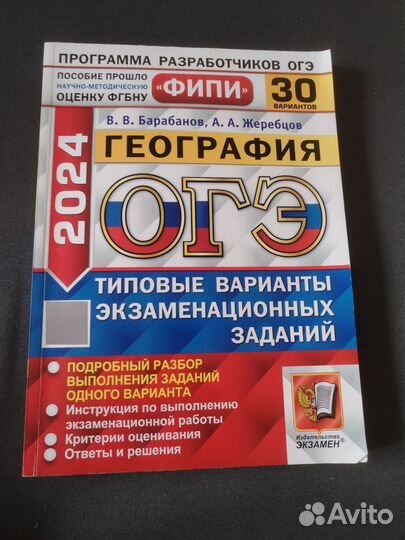 ПРОГРАММА РАЗРАБОТЧИКОВ ОГЭ
ПОСОБИЕ ПРОШЛО
НАУЧНО-МЕТОДИЧЕСКУЮ
ОЦЕНКУ ФГБНУ
«ФИПИ»
30
ВАРИАНТОВ
В. В. Барабанов, А. А. Жеребцов
2024
ГЕОГРАФИЯ
ОГЭ
ТИПОВЫЕ ВАРИАНТЫ
ЭКЗАМЕНАЦИОННЫХ
ЗАДАНИЙ
ПОДРОБНЫЙ РАЗБОР
ВЫПОЛНЕНИЯ ЗАДАНИЙ
ОДНОГО ВАРИАНТА
Инструкция по выполнению
экзаменационной работы
Критерии оценивания
Ответы и решения
Издательство
ЭКЗАМЕН®
Avito